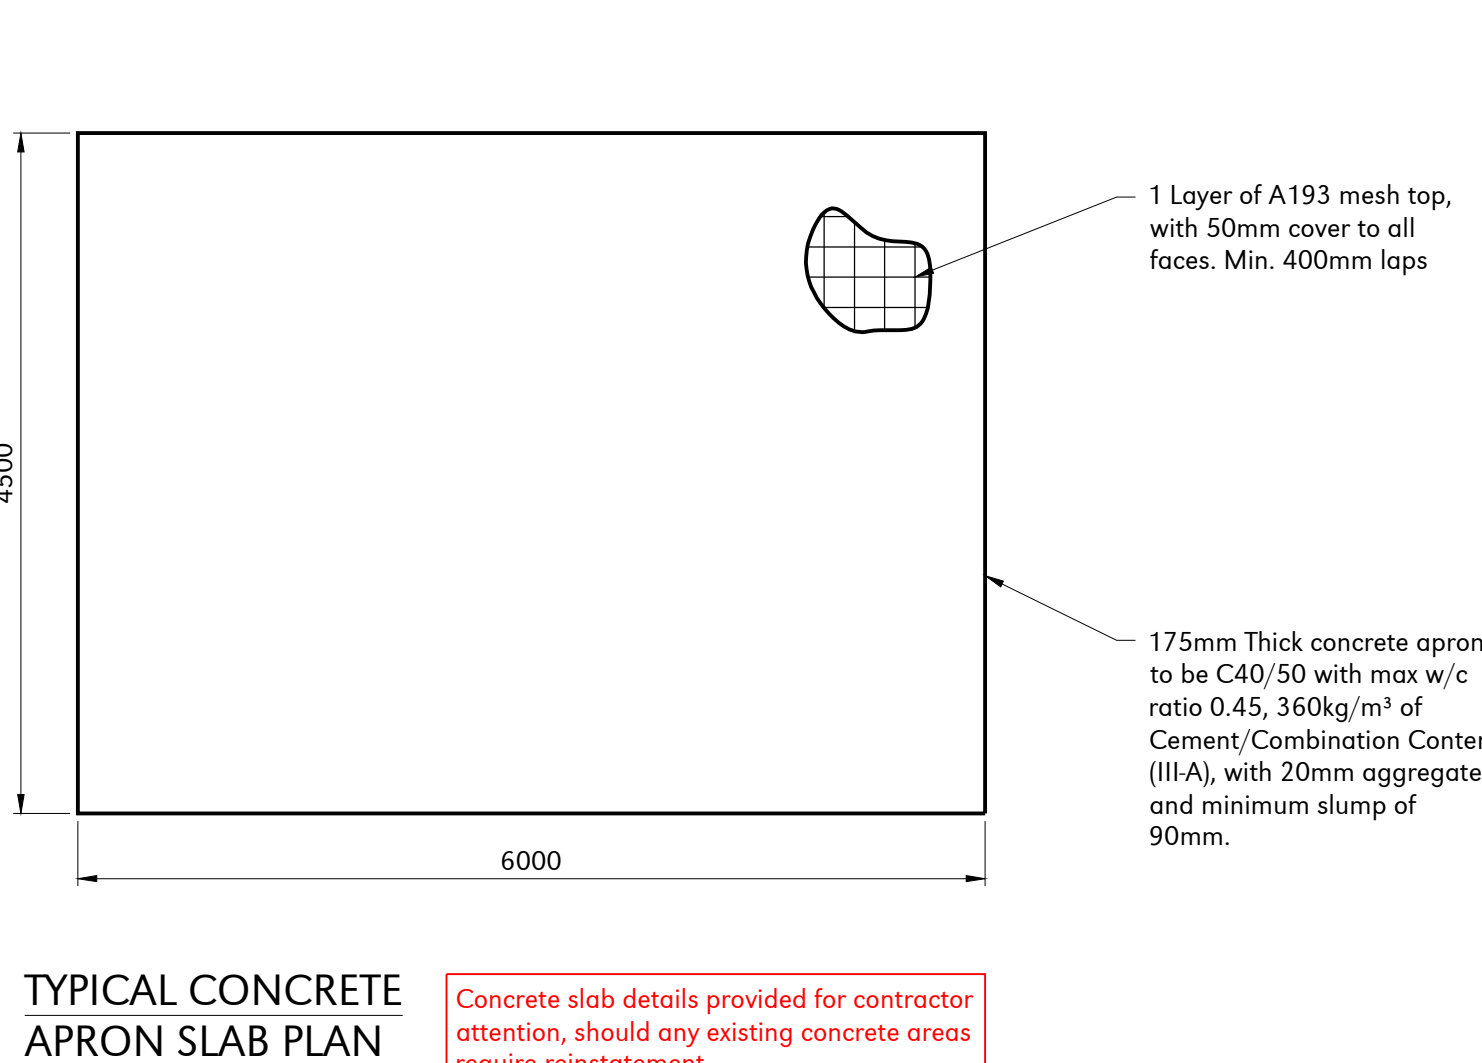 1 Layer of A193 mesh top,
with 50mm cover to all
faces. Min. 400mm laps
4500
175mm Thick concrete apron
to be C40/50 with max w/c
ratio 0.45, 360kg/m³ of
Cement/Combination
(III-A), with 20mm aggregate
and minimum slump of
90mm.
6000
TYPICAL CONCRETE
APRON SLAB PLAN
Concrete slab details provided for contractor
attention, should any existing concrete areas
require reinstatement